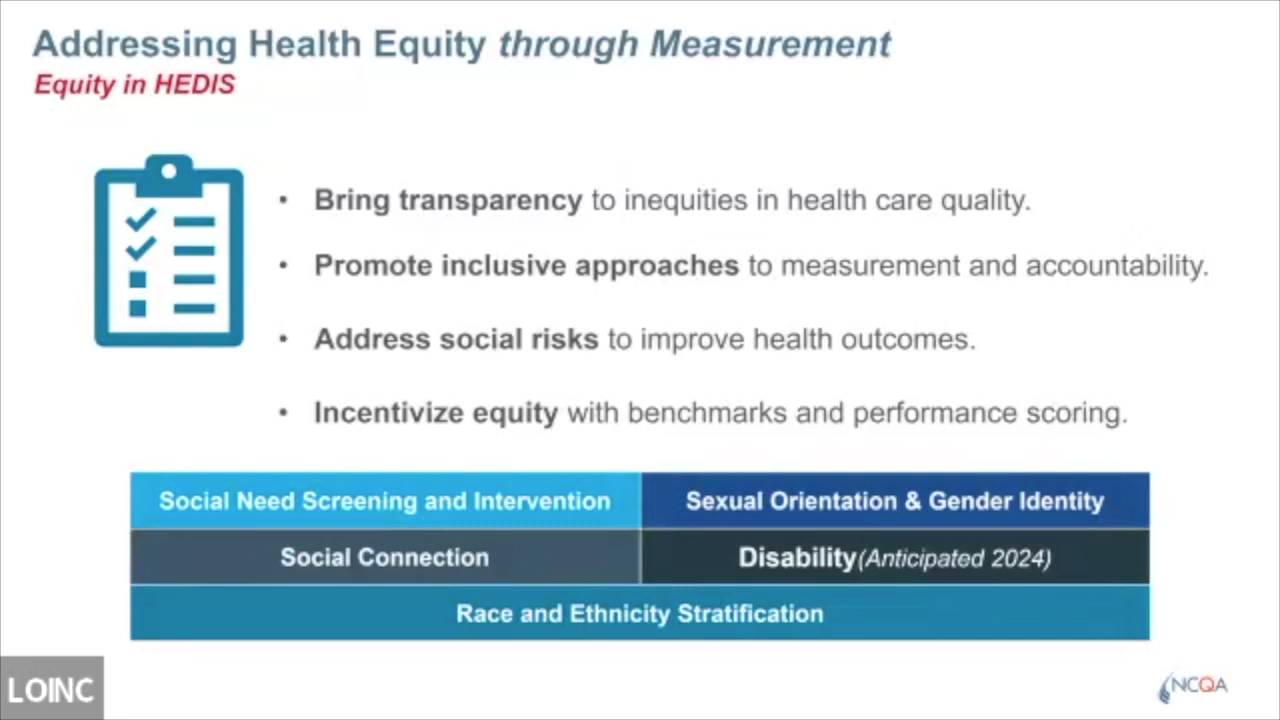 Addressing Health Equity through Measurement
Equity in HEDIS
• Bring transparency to inequities in health care quality.
• Promote inclusive approaches to measurement and accountability.
• Address social risks to improve health outcomes.
• Incentivize equity with benchmarks and performance scoring.
Social Need Screening and Intervention
Sexual Orientation & Gender Identity
Social Connection
Disability(Anticipated 2024)
Race and Ethnicity Stratification
LOINC
NCQA